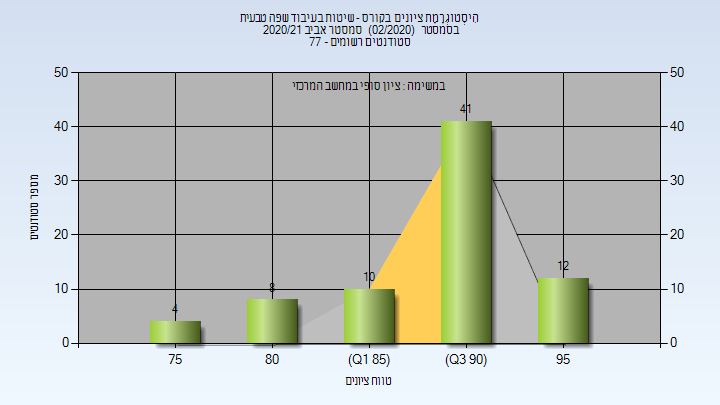 הִיסְטוֹגְרַמַת ציונים בקורס - שיטות בעיבוד שפה טבעית
בסמסטר (02/2020) סמסטר אביב 2020/21
סטודנטים רשומים - 77
במשימה : ציון סופי במחשב המרכזי
50 50
40 40
30 30
20 20
10 10
0 0
מספר סטודנטים
4 8 10 41 12
75 80 (Q1 85) (Q3 90) 95
טווח ציונים